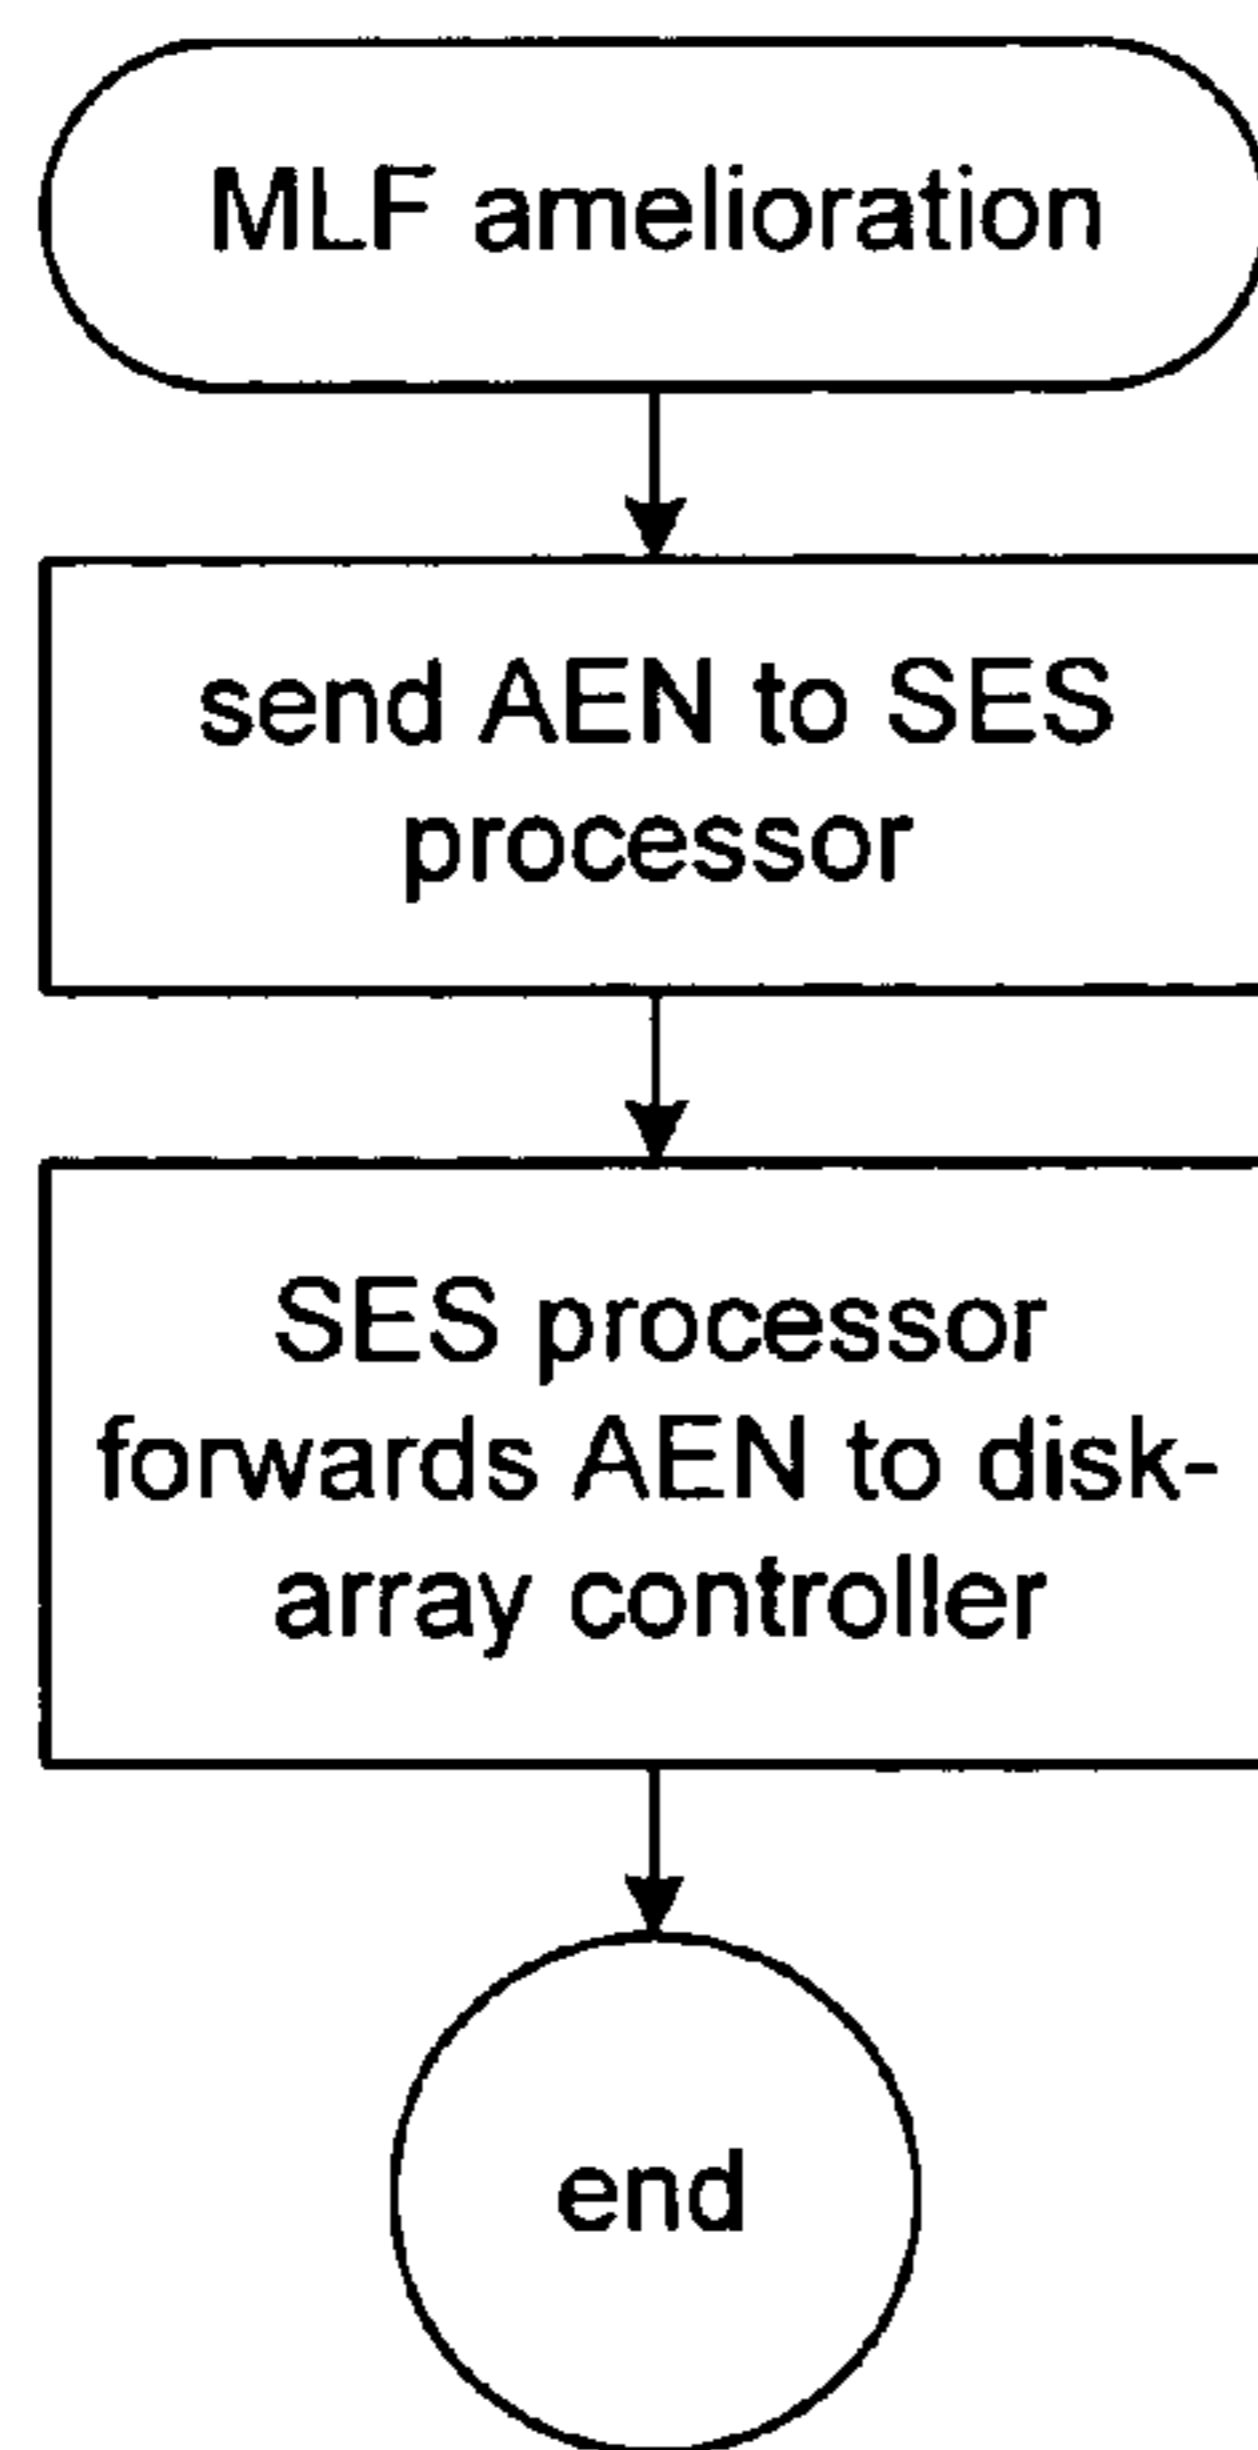 MLF amelioration
send AEN to SES
processor
SES processor
forwards AEN to disk-
array controller
end